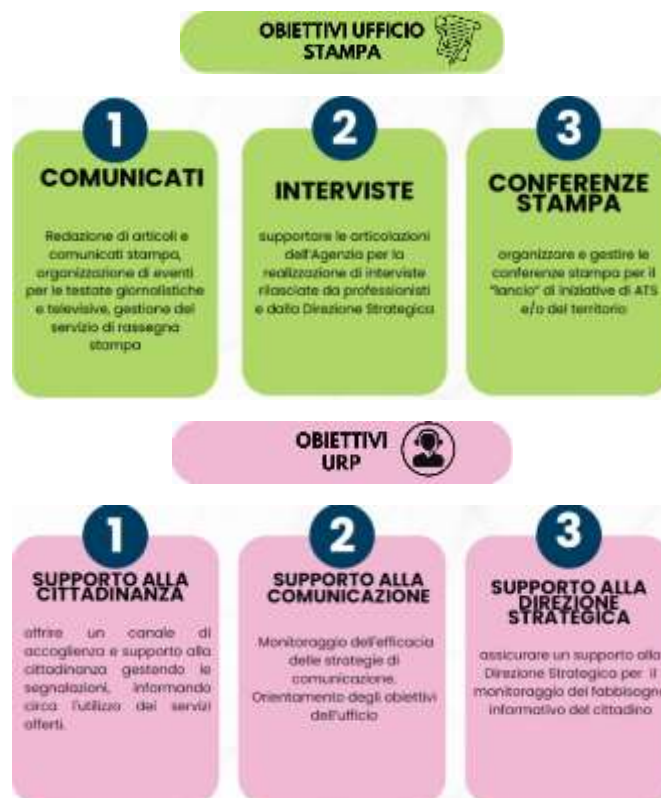 OBIETTIVI UFFICIO
STAMPA
1
COMUNICATI
Redazione di articoli e
comunicati stampa,
organizzazione di eventi
per le testate giornalistiche
e televisive, gestione del
servizio di rassegna
stampa
2
INTERVISTE
supportare le articolazioni
dell'Agenzia per la
realizzazione di interviste
rilasciate da professionisti
e dalla Direzione Strategica
3
CONFERENZE
STAMPA
organizzare e gestire le
conferenze stampa per il
"lancio" di iniziative di ATS
e/o del territorio
OBIETTIVI
URP
1
SUPPORTO ALLA
CITTADINANZA
offrire un canale di
accoglienza e supporto alla
cittadinanza gestendo le
segnalazioni, informando
circa l'utilizzo dei servizi
offerti.
2
SUPPORTO ALLA
COMUNICAZIONE
Monitoraggio dell'efficacia
delle strategie di
comunicazione.
Orientamento degli obiettivi
dell'ufficio
3
SUPPORTO ALLA
DIREZIONE
STRATEGICA
assicurare un supporto alla
Direzione Strategica per il
monitoraggio del fabbisogno
informativo del cittadino